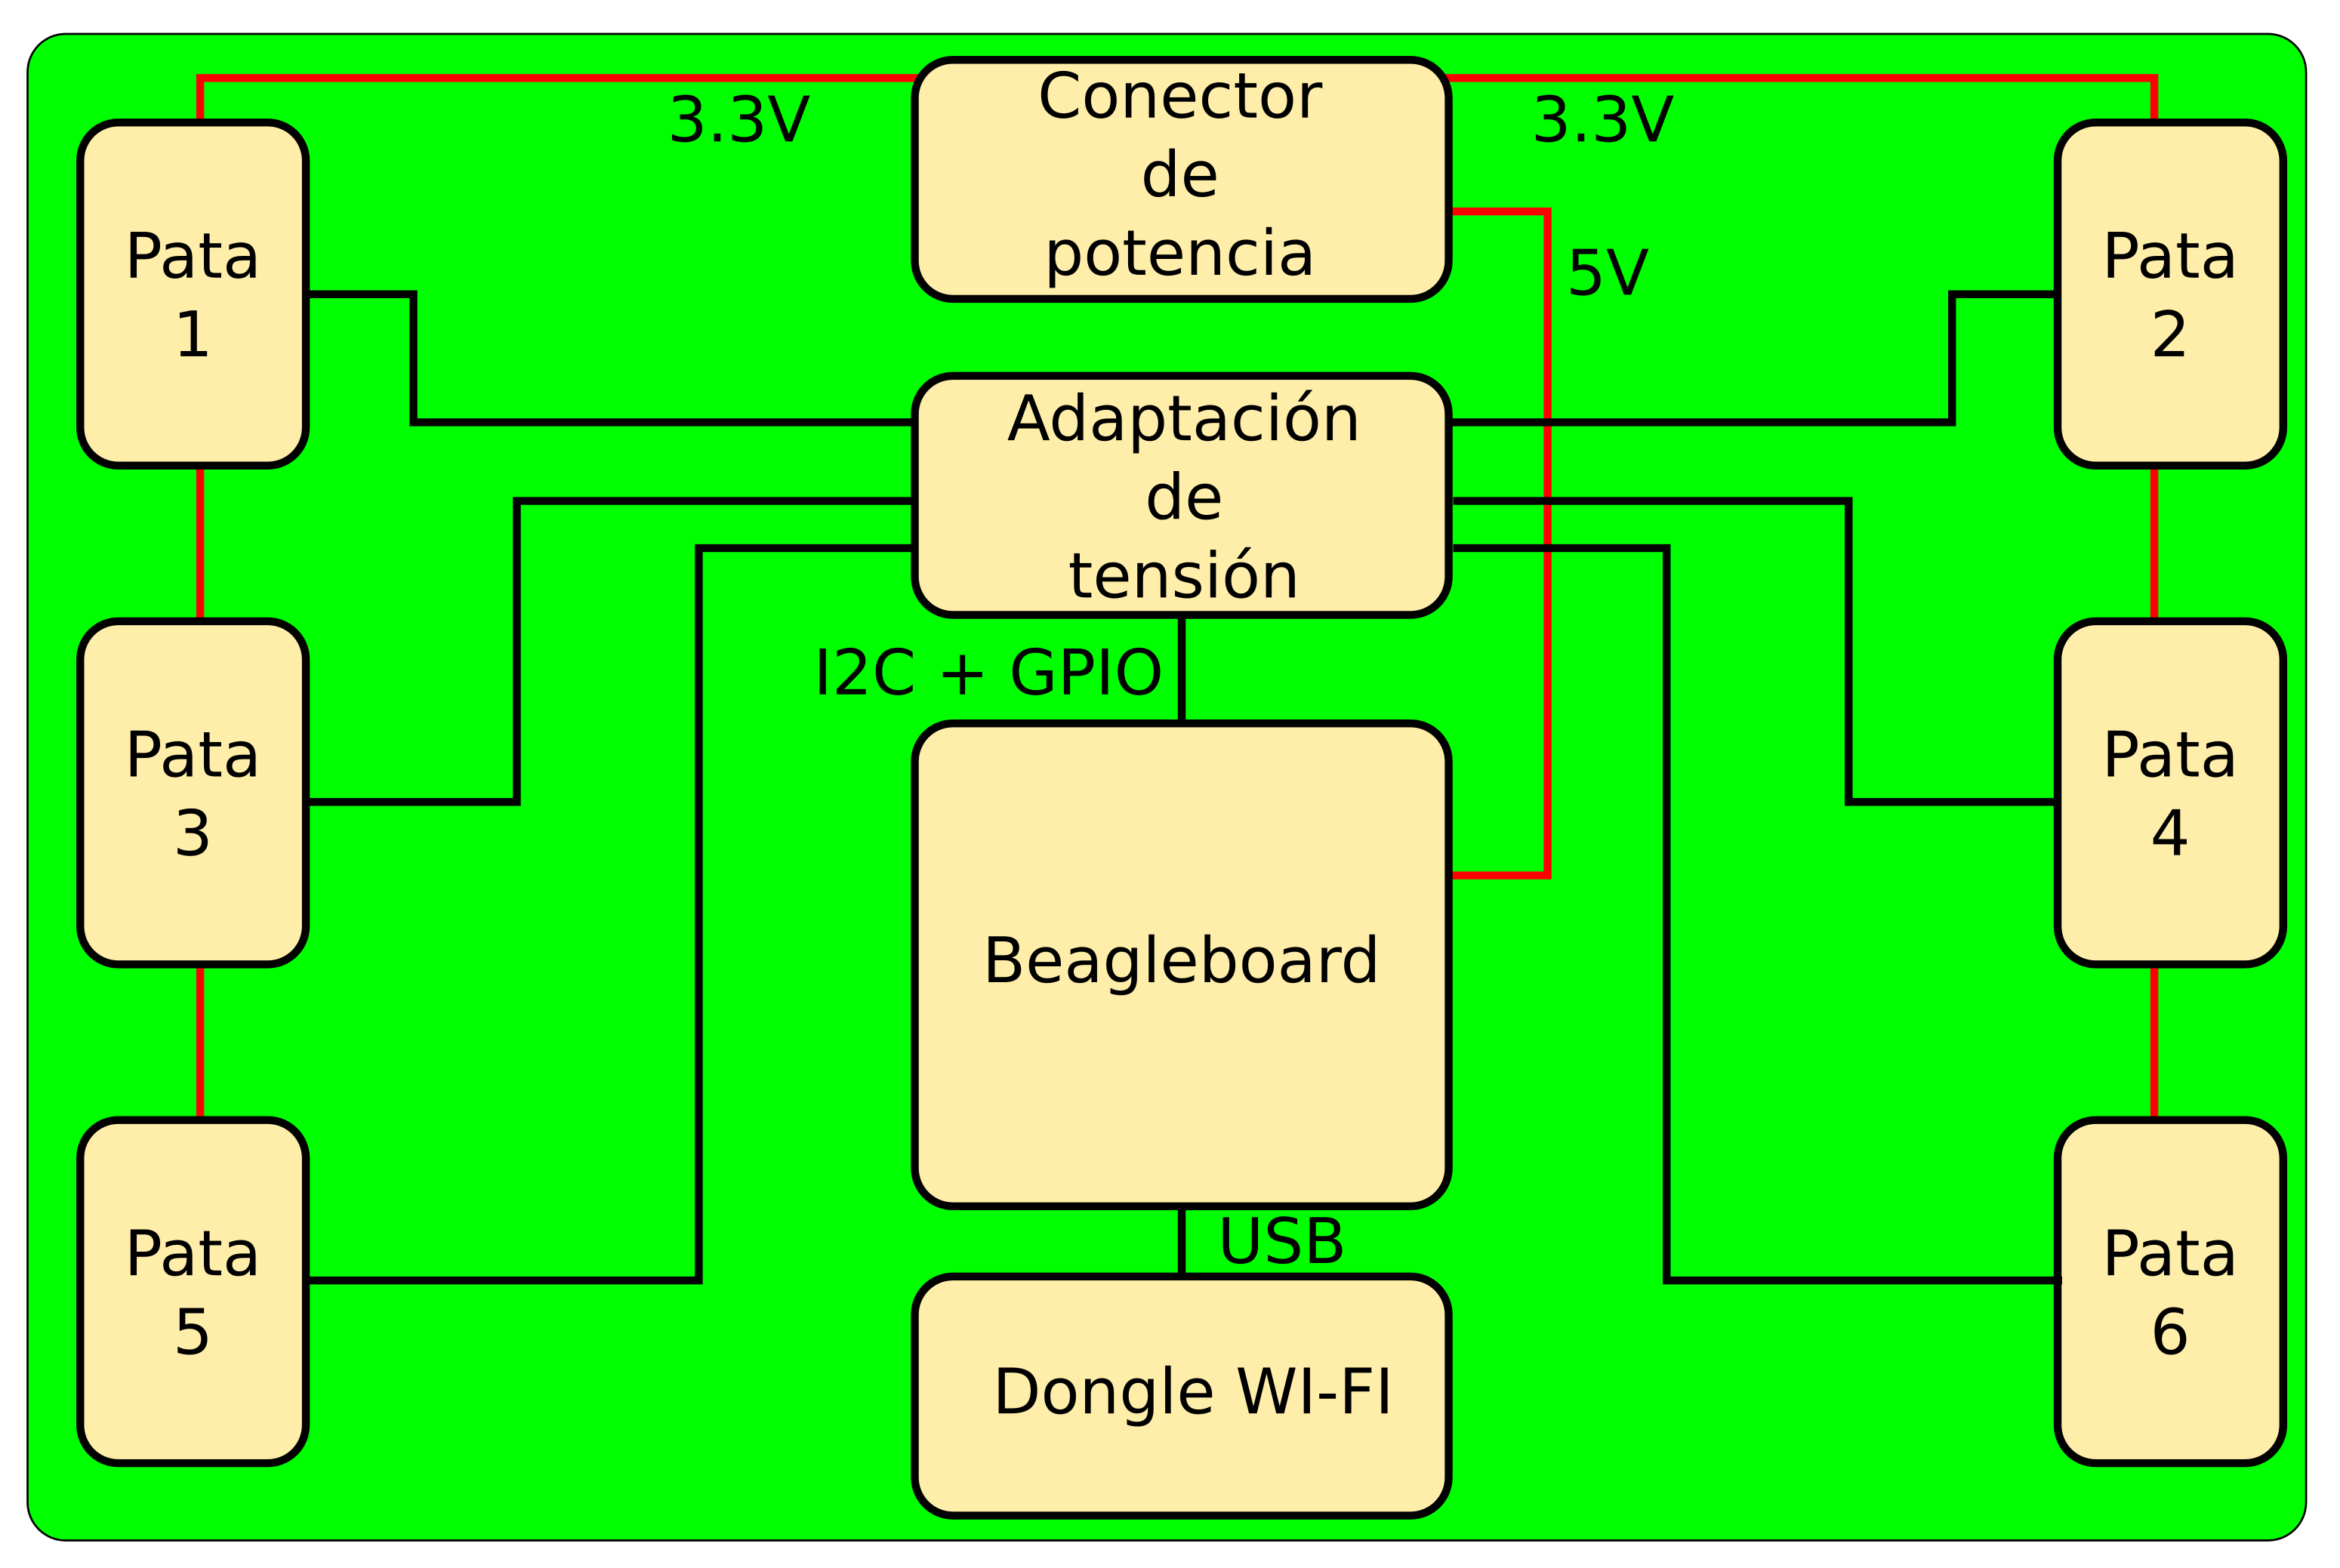 Conector
de
potencia
3.3V
3.3V
5V
Pata
1
Pata
2
Adaptación
de
tensión
I2C + GPIO
Pata
3
Pata
4
Beagleboard
USB
Pata
5
Pata
6
Dongle WI-FI